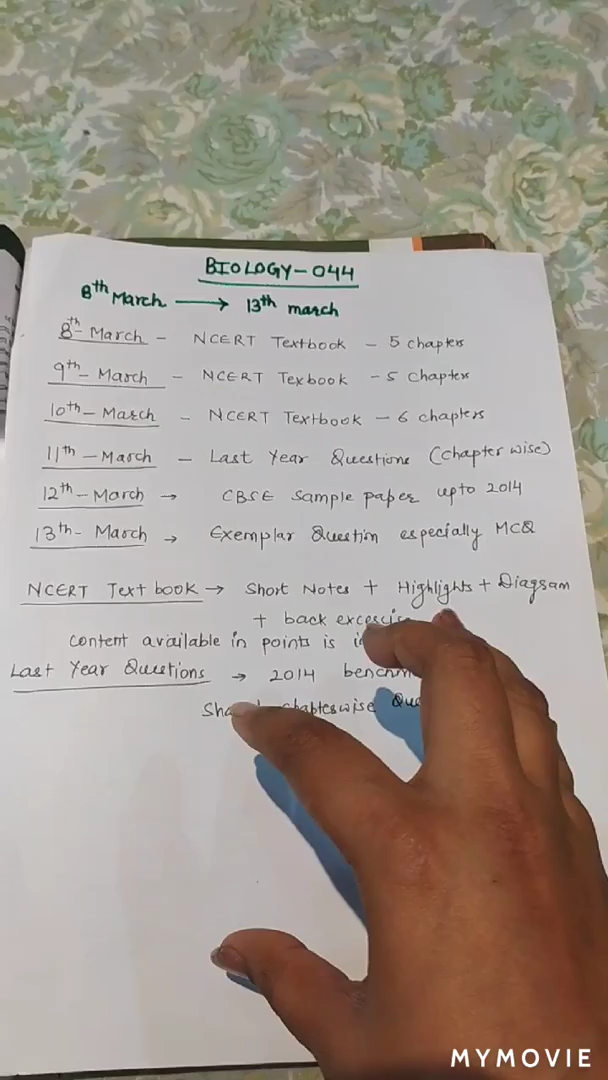 BIOLOGY-044
8th March → 13th march
8th March - NCERT Textbook - 5 chapters
9th - March - NCERT Texbook - 5 Chapters
10th - March - NCERT Textbook - 6 chapters
11th - March - Last Year Questions (Chapter wise)
12th - March → CBSE Sample paper upto 2014
13th - March → Exemplar Question especially MCQ
NCERT Textbook → Short Notes + Highlights + Diagram
+ back excercise
content available in points is
Last Year Questions → 2014
chapterwise
MYMOVIE